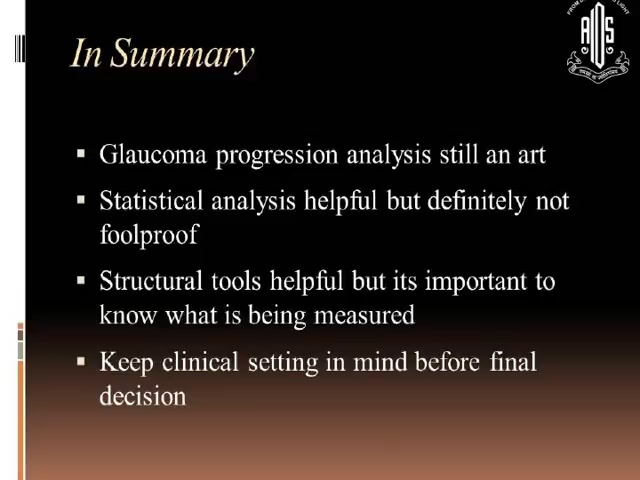 In Summary
Glaucoma progression analysis still an art
Statistical analysis helpful but definitely not
foolproof
Structural tools helpful but its important to
know what is being measured
Keep clinical setting in mind before final
decision